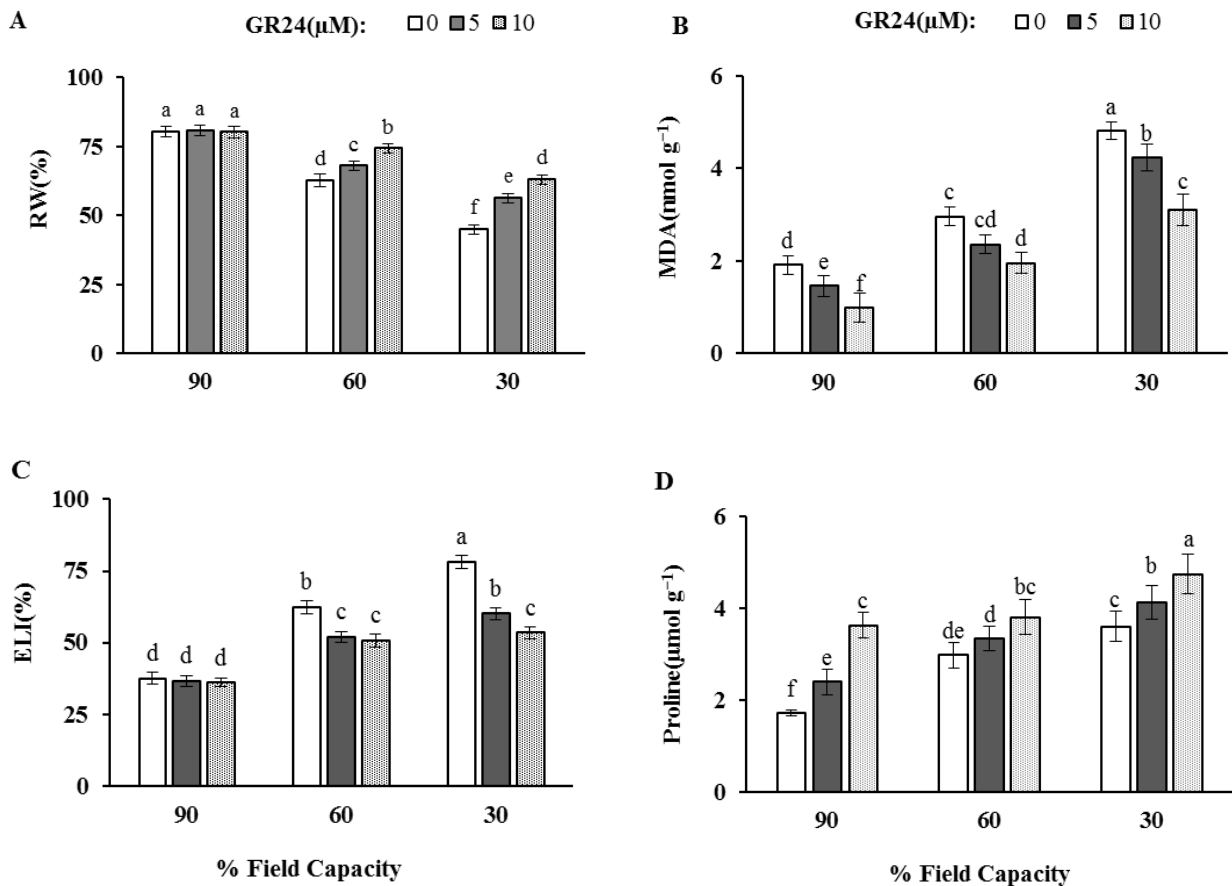 A
GR24(μM): 0 5 10
100
75
50
25
0
RW(%)
a a a
d c b
f e d
90 60 30
B
GR24(μM): 0 5 10
6
4
2
0
MDA(nmol g⁻¹)
d e f
c cd d
a b c
90 60 30
C
100
75
50
25
0
ELI(%)
d d d
b c c
a b c
90 60 30
% Field Capacity
D
6
4
2
0
Proline(μmol g⁻¹)
f e c
de d bc
c b a
90 60 30
% Field Capacity